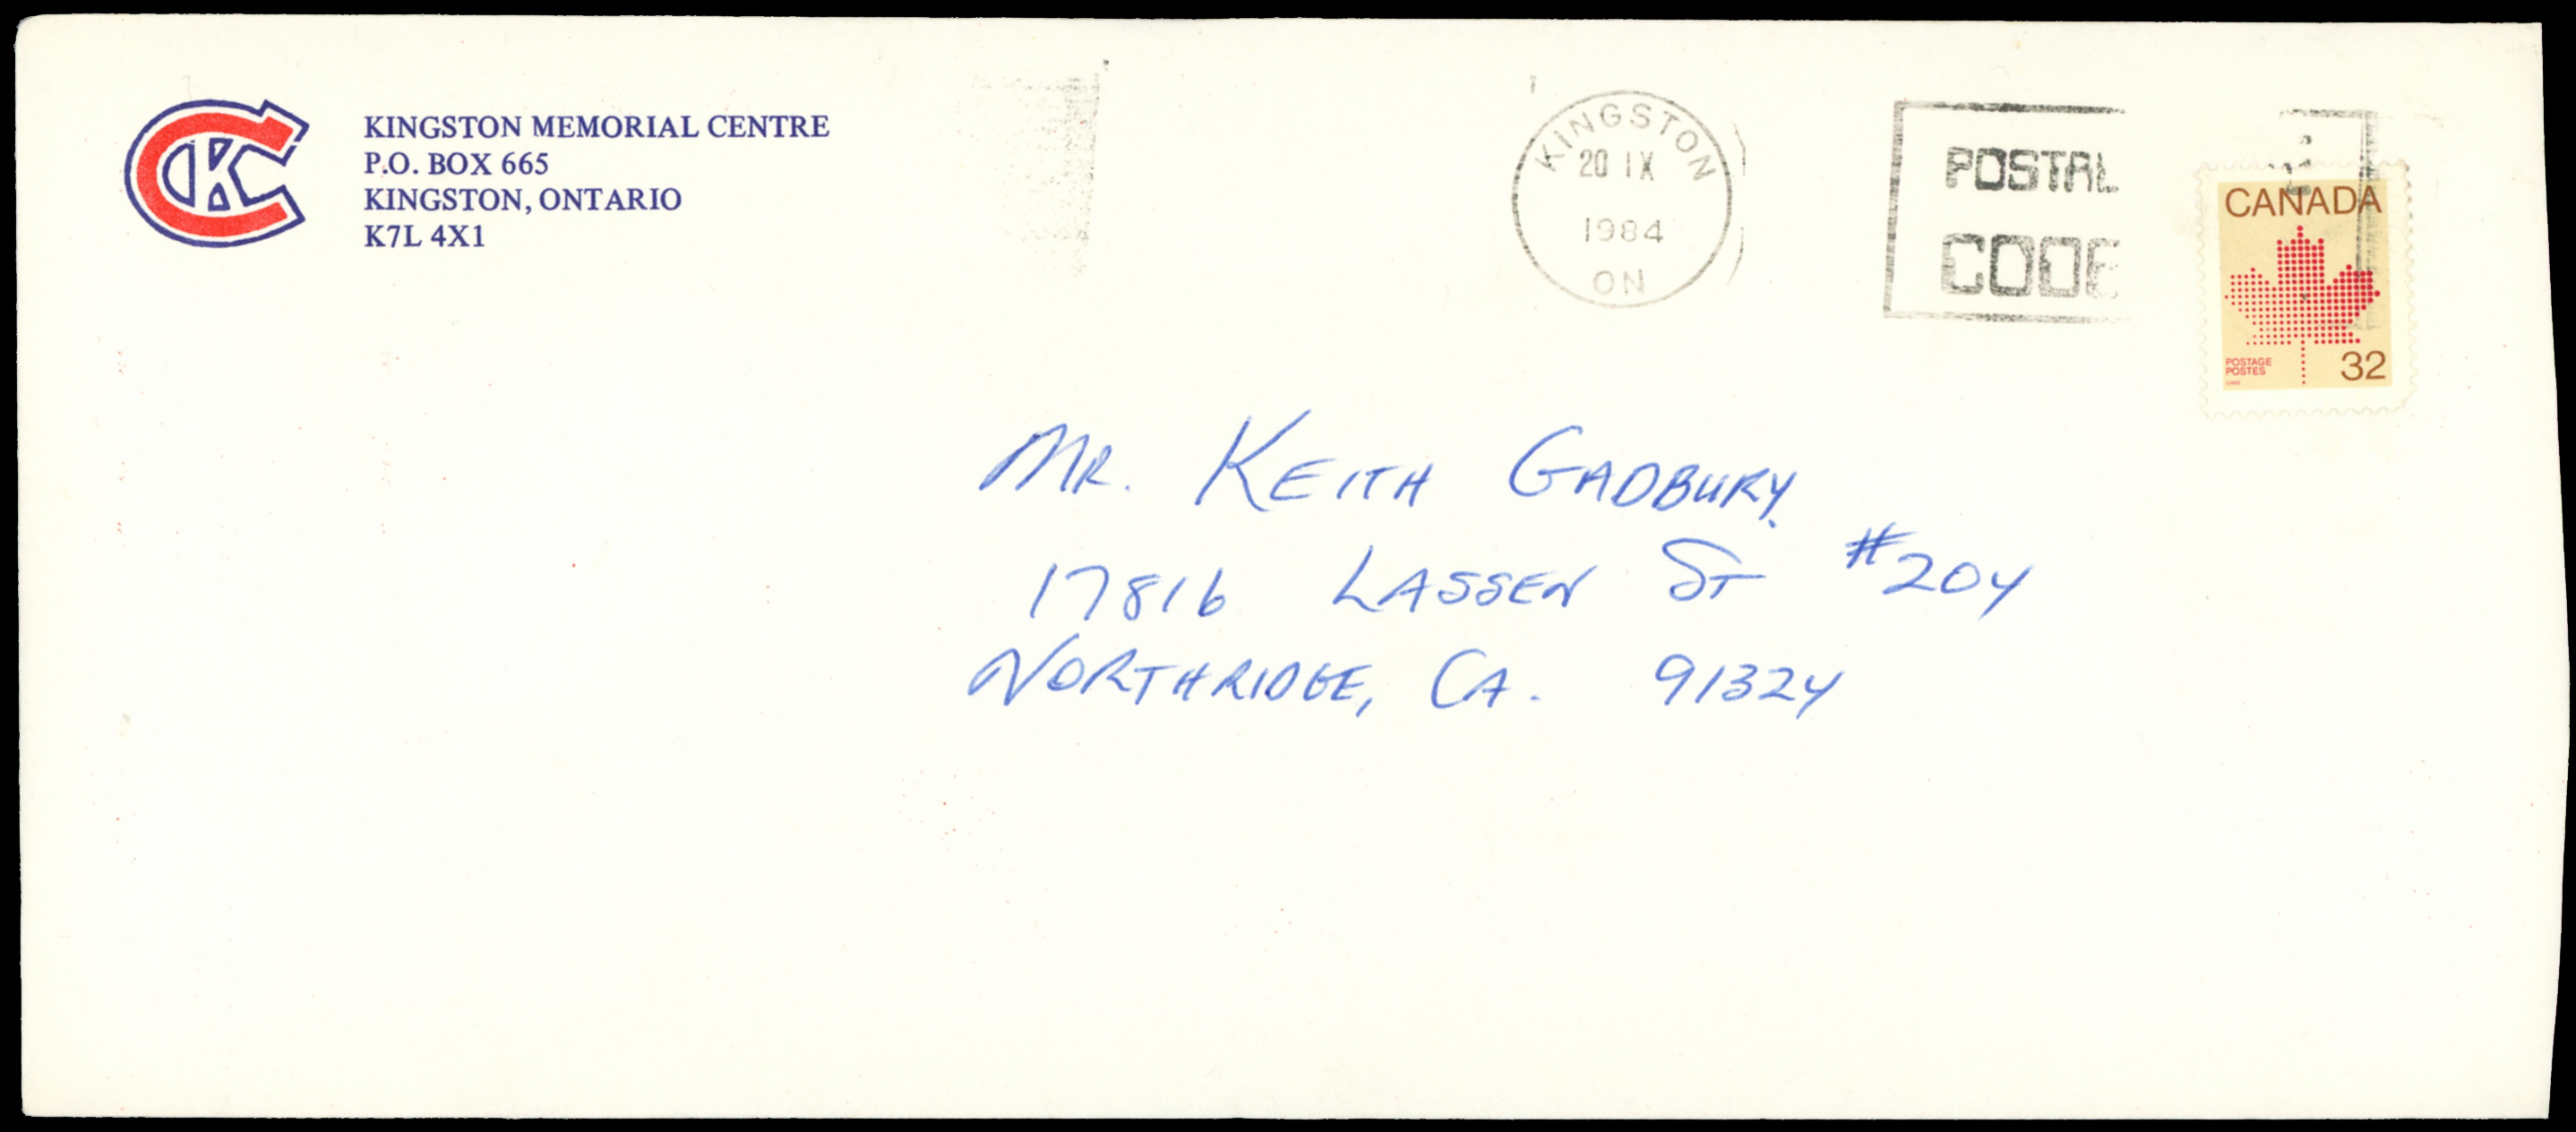 CK
KINGSTON MEMORIAL CENTRE
P.O. BOX 665
KINGSTON, ONTARIO
K7L 4X1
KINGSTON
20 IX
1984
ON
POSTAL
CODE
CANADA
POSTAGE
POSTES
32
MR. KEITH GADBURY
17816 LASSEN ST #204
NORTHRIDGE, CA. 91324